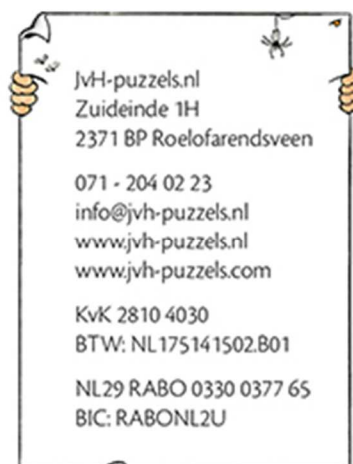 JvH-puzzels.nl
Zuideinde 1H
2371 BP Roelofarendsveen
071 - 204 02 23
info@jvh-puzzels.nl
www.jvh-puzzels.nl
www.jvh-puzzels.com
KvK 2810 4030
BTW: NL175141502.B01
NL29 RABO 0330 0377 65
BIC: RABONL2U